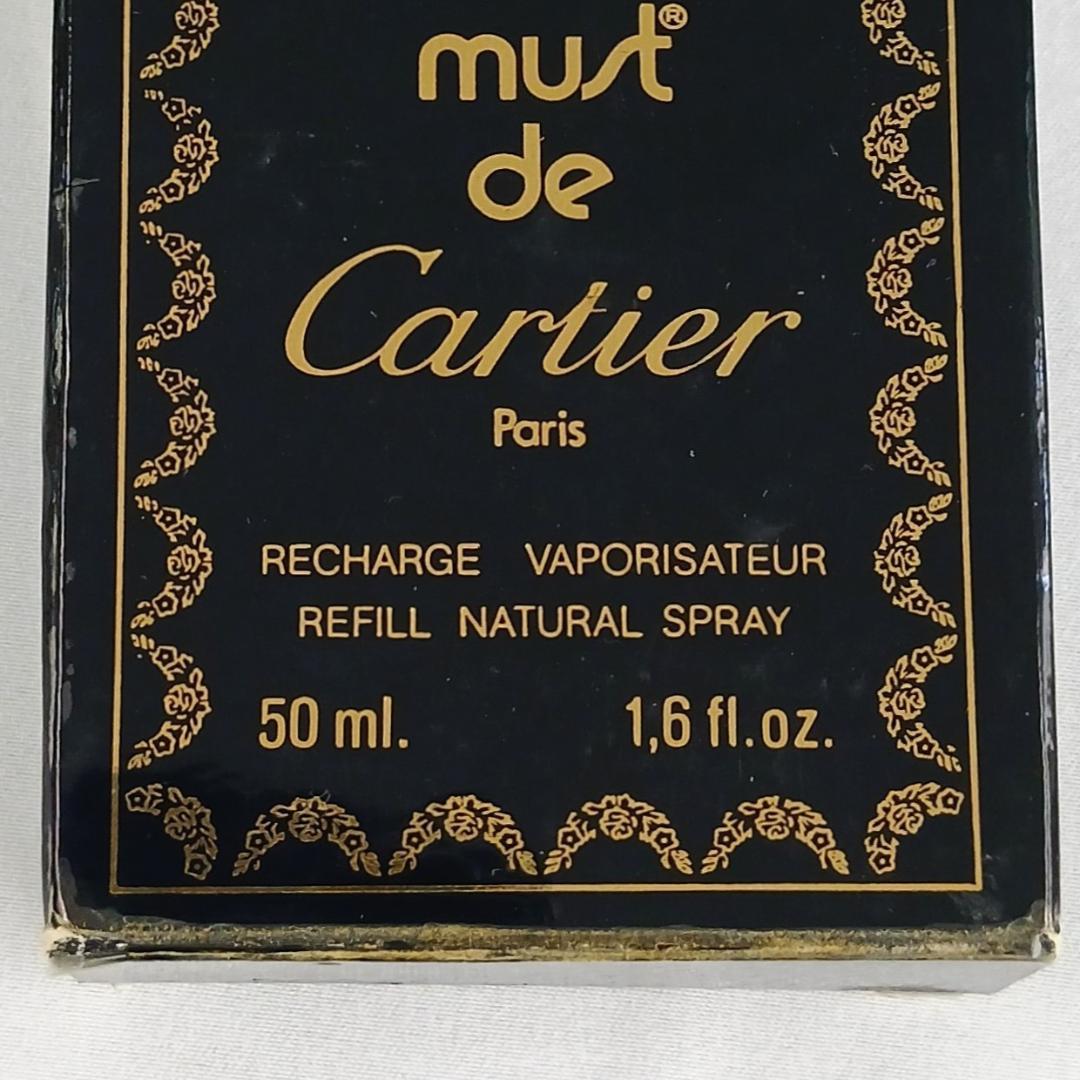 must®
de
Cartier
Paris
RECHARGE VAPORISATEUR
REFILL NATURAL SPRAY
50 ml. 1,6 fl.oz.